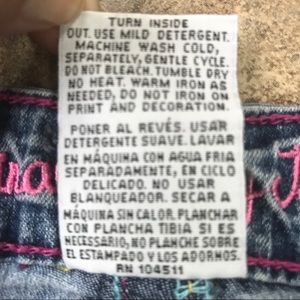 TURN INSIDE
OUT. USE MILD DETERGENT.
MACHINE WASH COLD,
SEPARATELY, GENTLE CYCLE.
DO NOT BLEACH. TUMBLE DRY
NO HEAT. WARM IRON AS
NEEDED, DO NOT IRON ON
PRINT AND DECORATION.
PONER AL REVÉS. USAR
DETERGENTE SUAVE. LAVAR
EN MÁQUINA CON AGUA FRIA
SEPARADAMENTE, EN CICLO
DELICADO. NO USAR
BLANQUEADOR. SECAR A
MÁQUINA SIN CALOR. PLANCHAR
CON PLANCHA TIBIA SI ES
NECESSARIO, NO PLANCHE SOBRE
EL ESTAMPADO Y LOS ADORNOS.
RN 104511